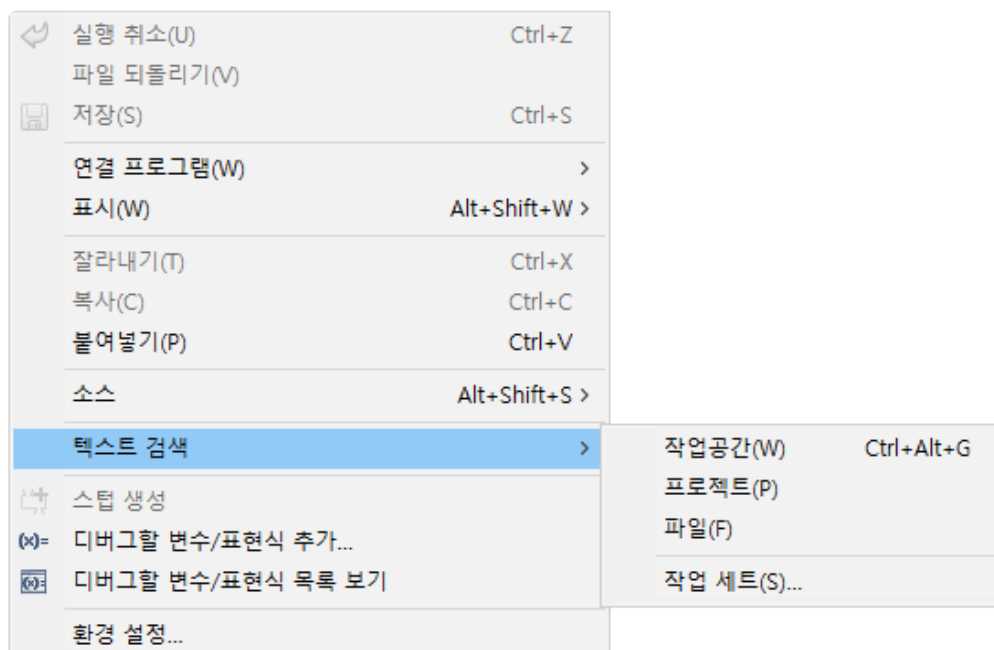 실행 취소(U) Ctrl+Z
파일 되돌리기(V)
저장(S) Ctrl+S
연결 프로그램(W) >
표시(W) Alt+Shift+W >
잘라내기(T) Ctrl+X
복사(C) Ctrl+C
붙여넣기(P) Ctrl+V
소스 Alt+Shift+S >
텍스트 검색 >
작업공간(W) Ctrl+Alt+G
프로젝트(P)
파일(F)
작업 세트(S)...
스텁 생성
(x)= 디버그할 변수/표현식 추가...
디버그할 변수/표현식 목록 보기
환경 설정...